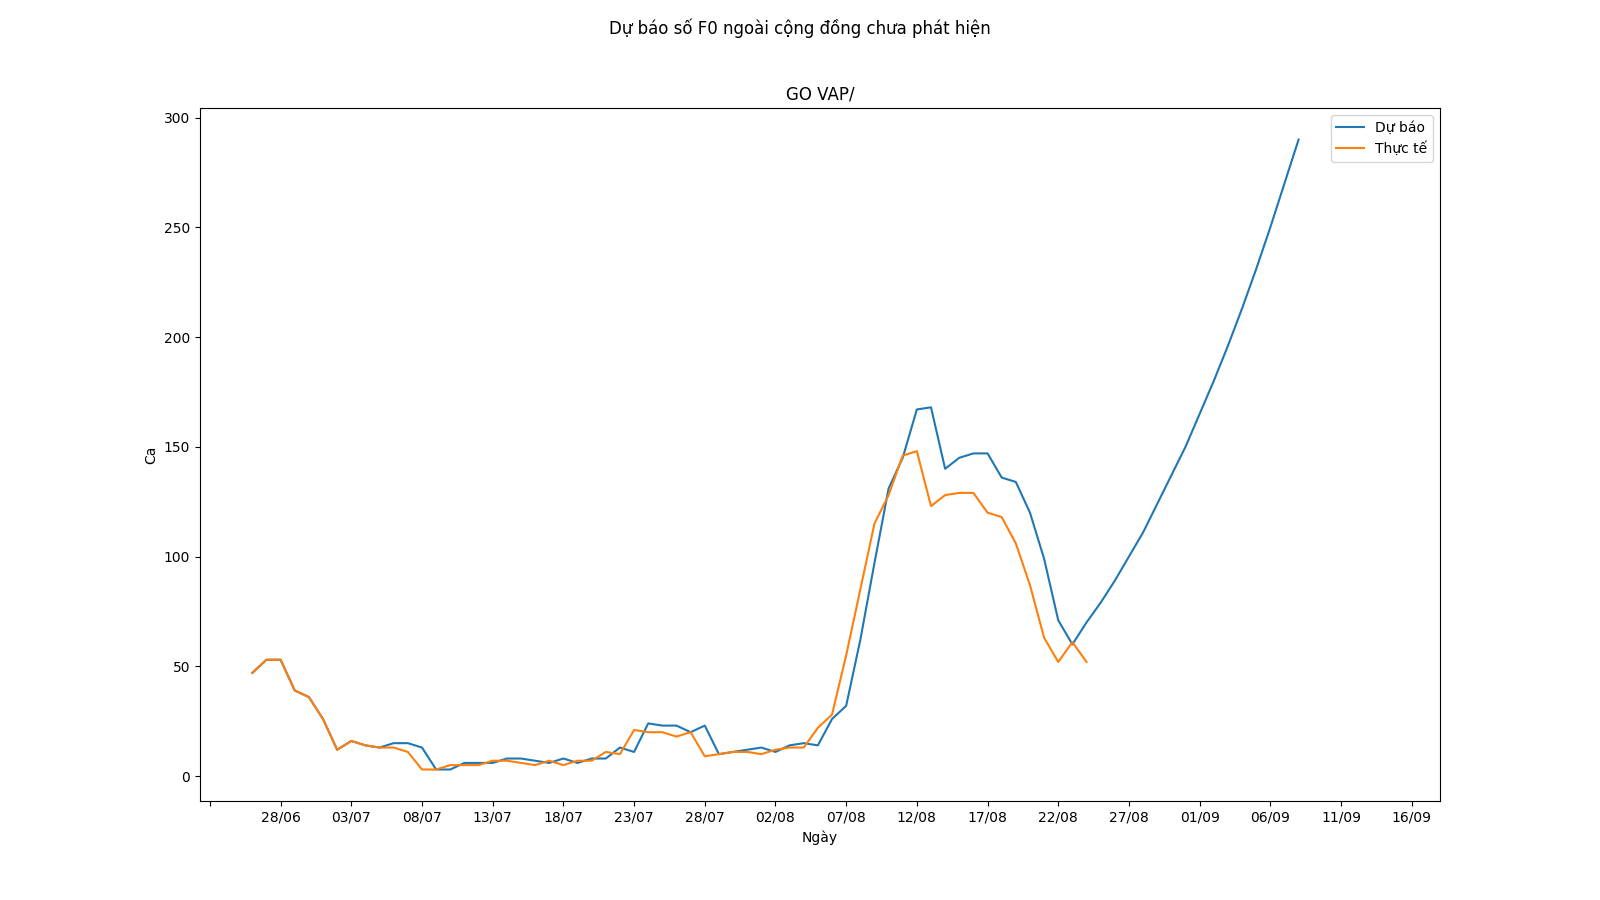 Dự báo số F0 ngoài cộng đồng chưa phát hiện
GO VAP/
Dự báo
Thực tế
Ca
300
250
200
150
100
50
0
28/06 03/07 08/07 13/07 18/07 23/07 28/07 02/08 07/08 12/08 17/08 22/08 27/08 01/09 06/09 11/09 16/09
Ngày